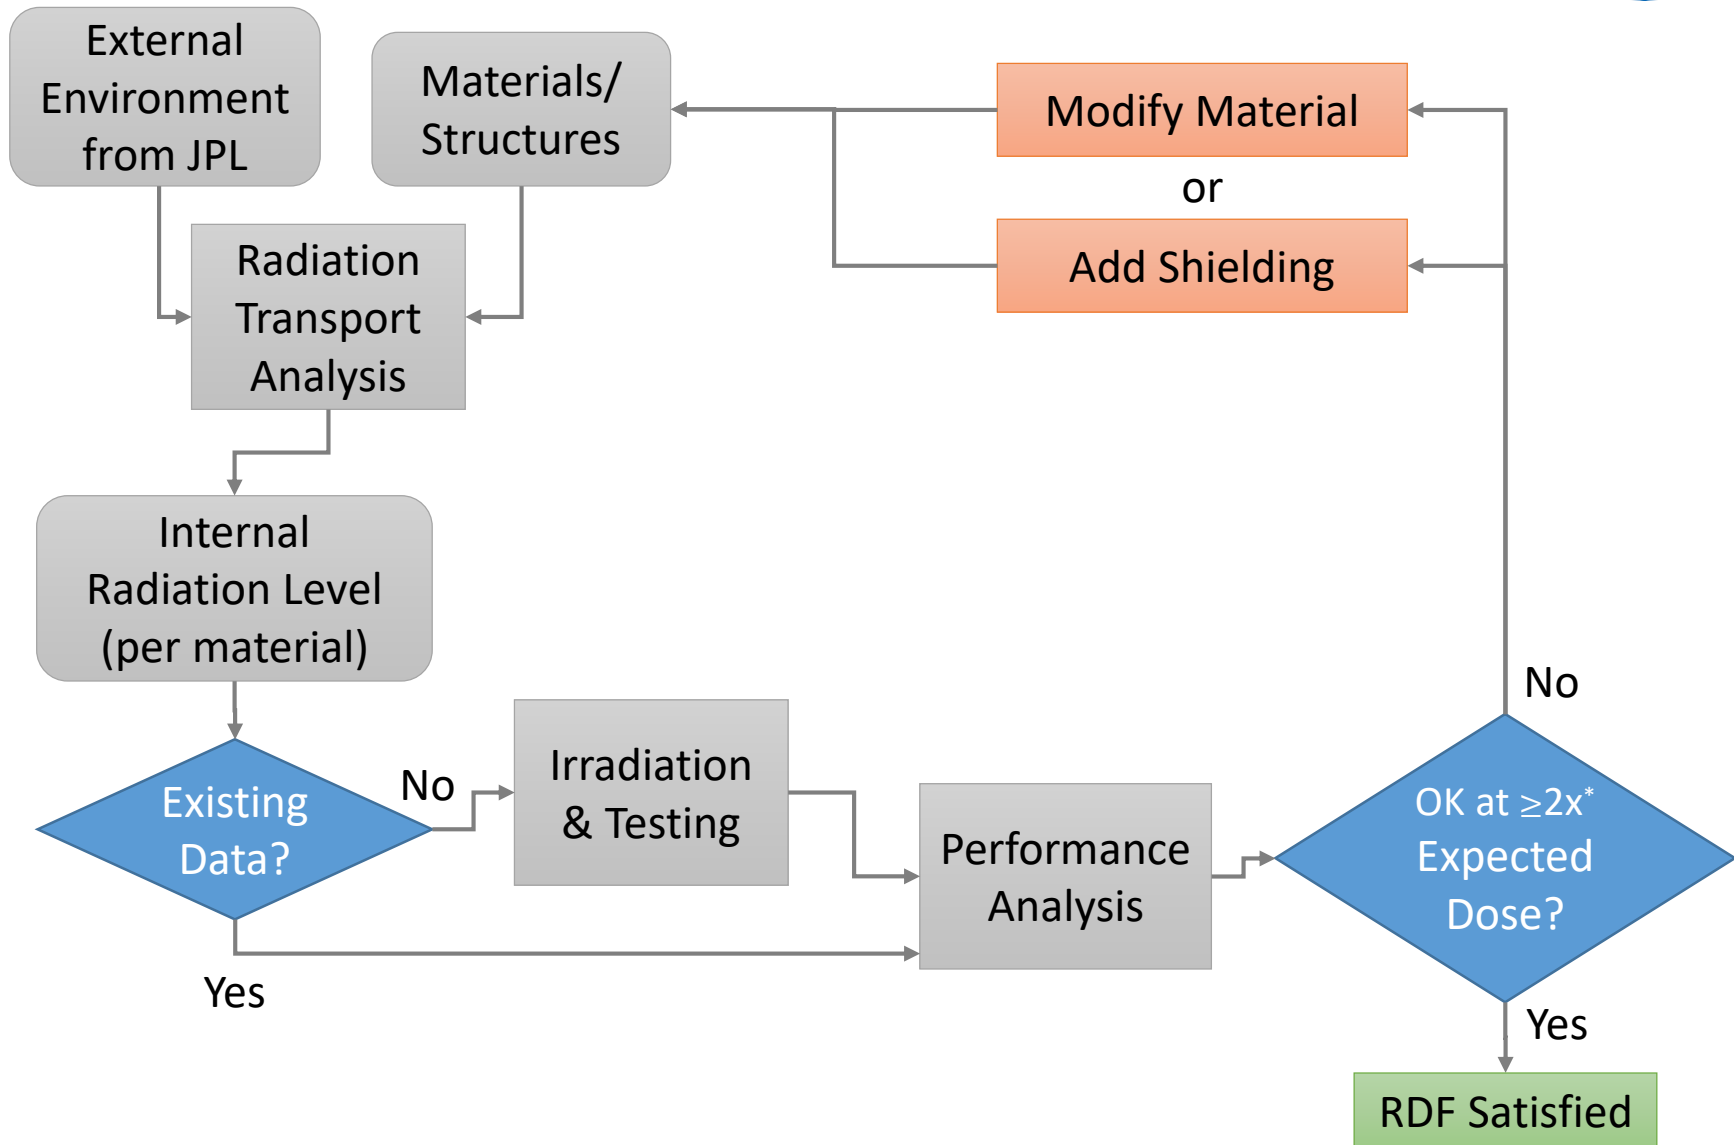 External
Environment
from JPL
Materials/
Structures
Modify Material
or
Add Shielding
Radiation
Transport
Analysis
Internal
Radiation Level
(per material)
No
Existing
Data?
Yes
Irradiation
& Testing
Performance
Analysis
No
OK at ≥2x*
Expected
Dose?
Yes
RDF Satisfied